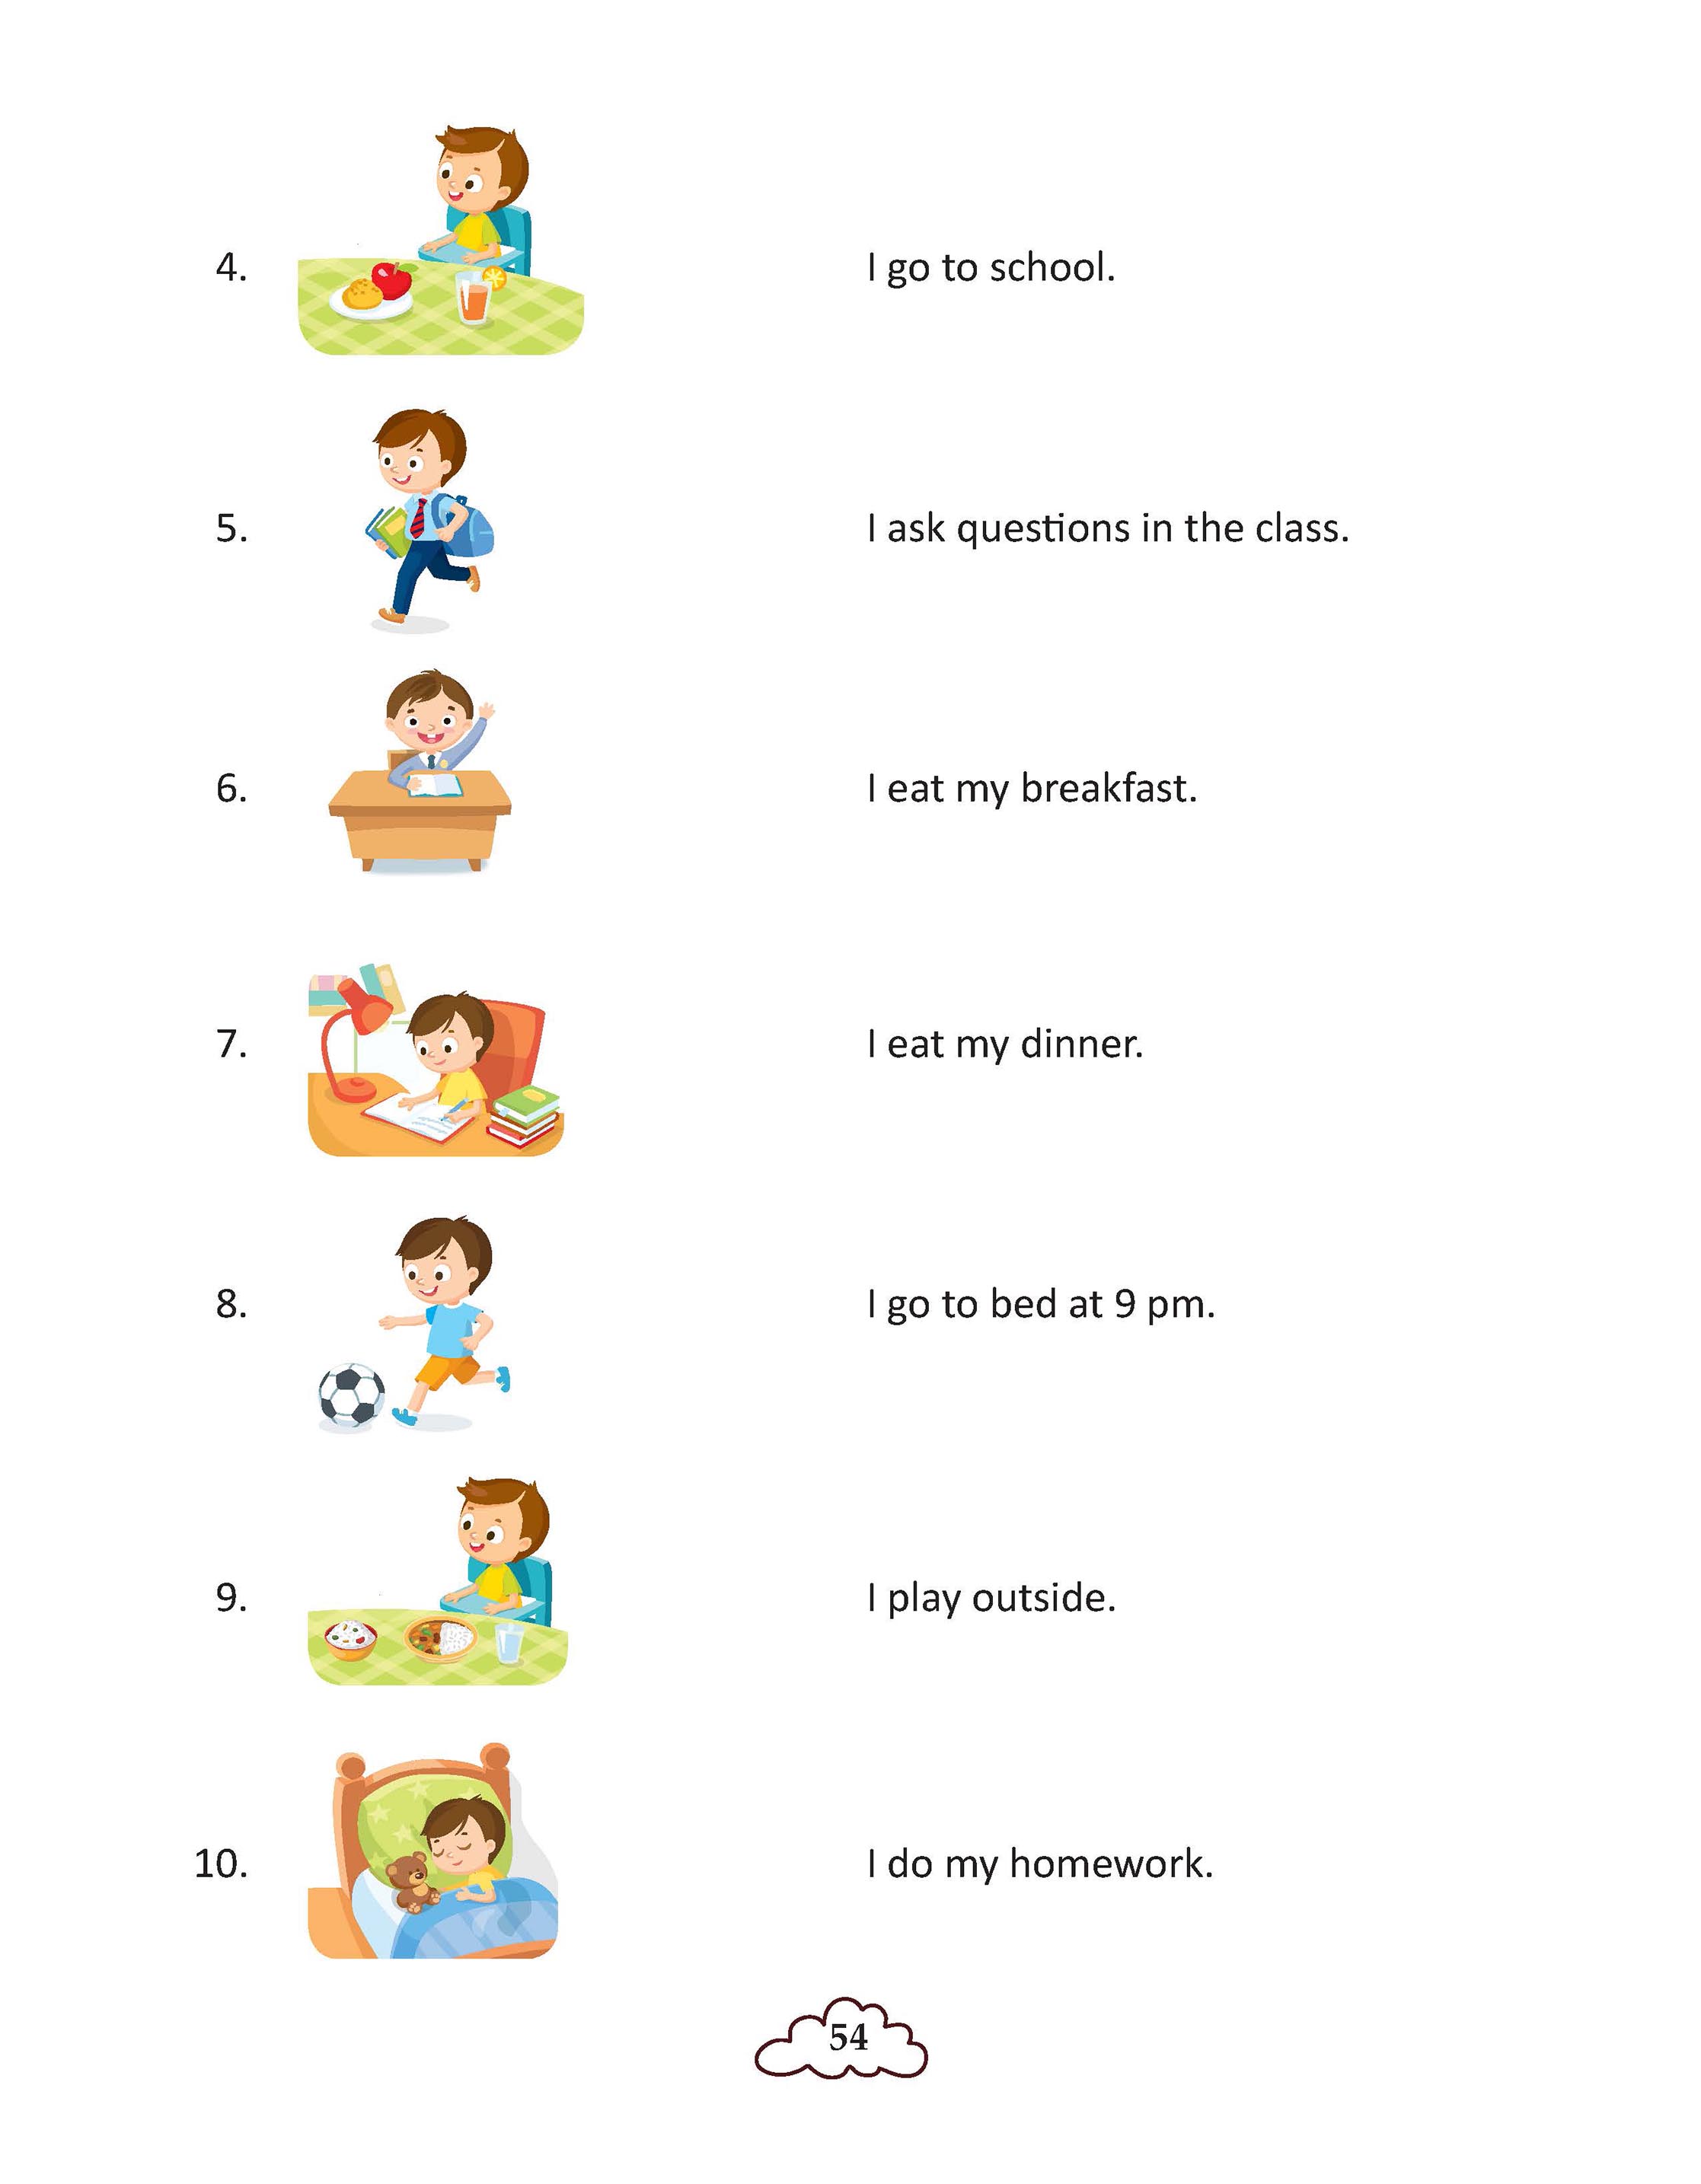 4. I go to school.
5. I ask questions in the class.
6. I eat my breakfast.
7. I eat my dinner.
8. I go to bed at 9 pm.
9. I play outside.
10. I do my homework.
54